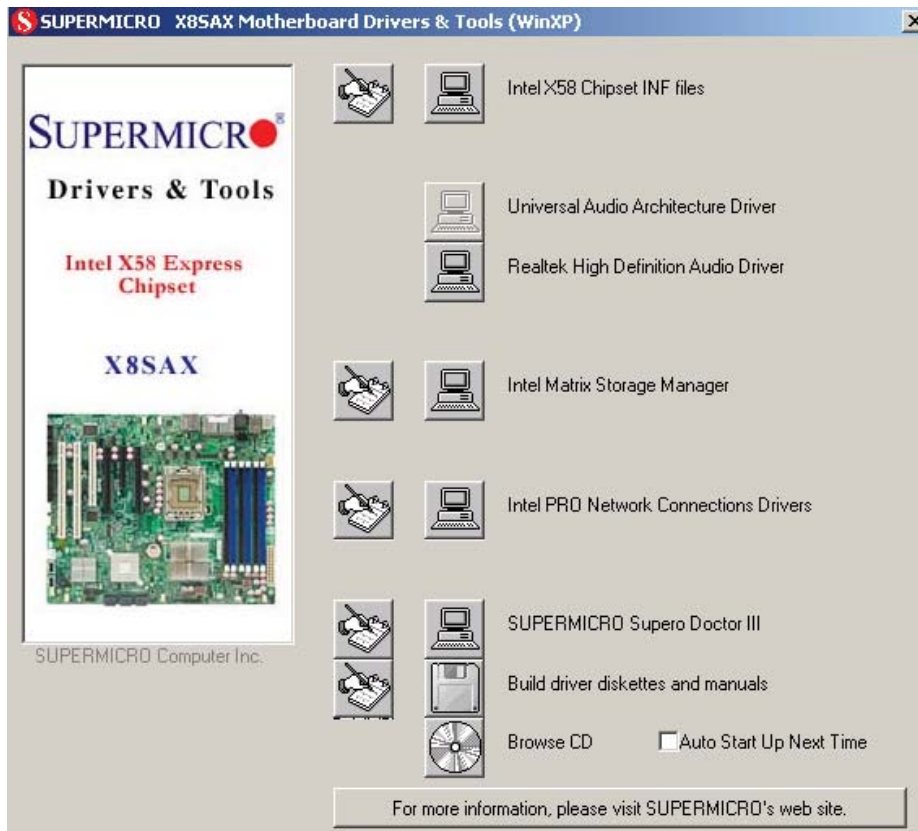 SUPERMICRO X8SAX Motherboard Drivers & Tools (WinXP)
SUPERMICRO®
Drivers & Tools
Intel X58 Express
Chipset
X8SAX
SUPERMICRO Computer Inc.
Intel X58 Chipset INF files
Universal Audio Architecture Driver
Realtek High Definition Audio Driver
Intel Matrix Storage Manager
Intel PRO Network Connections Drivers
SUPERMICRO Supero Doctor III
Build driver diskettes and manuals
Browse CD Auto Start Up Next Time
For more information, please visit SUPERMICRO's web site.